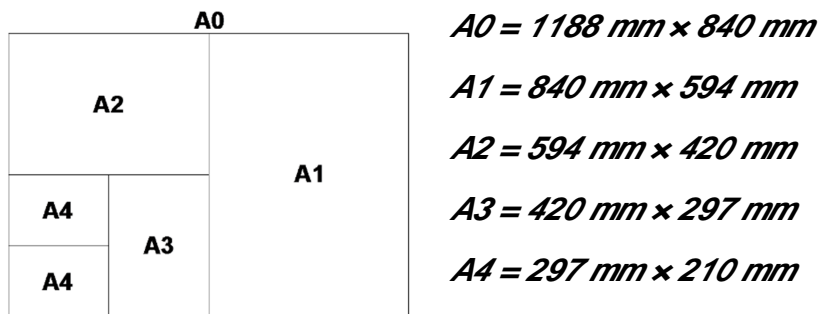 A0
A2
A1
A4
A3
A4
A0 = 1188 mm × 840 mm
A1 = 840 mm × 594 mm
A2 = 594 mm × 420 mm
A3 = 420 mm × 297 mm
A4 = 297 mm × 210 mm